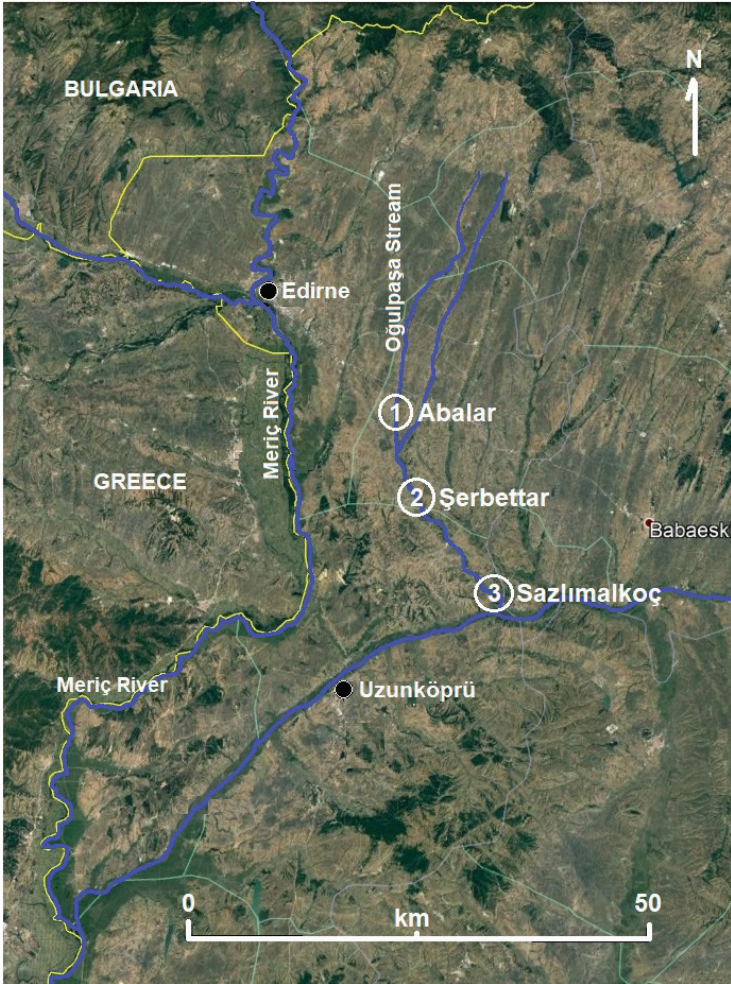 BULGARIA
N
Oğulpaşa Stream
Edirne
Meriç River
1 Abalar
GREECE
2 Şerbettar
Babaesk
3 Sazlımalkoç
Meriç River
Uzunköprü
0 50
km